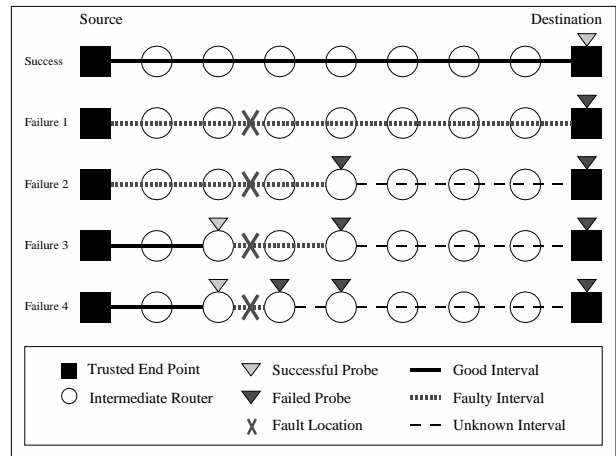 Source Destination
Success
Failure 1
Failure 2
Failure 3
Failure 4
Trusted End Point Successful Probe Good Interval
Intermediate Router Failed Probe Faulty Interval
Fault Location Unknown Interval